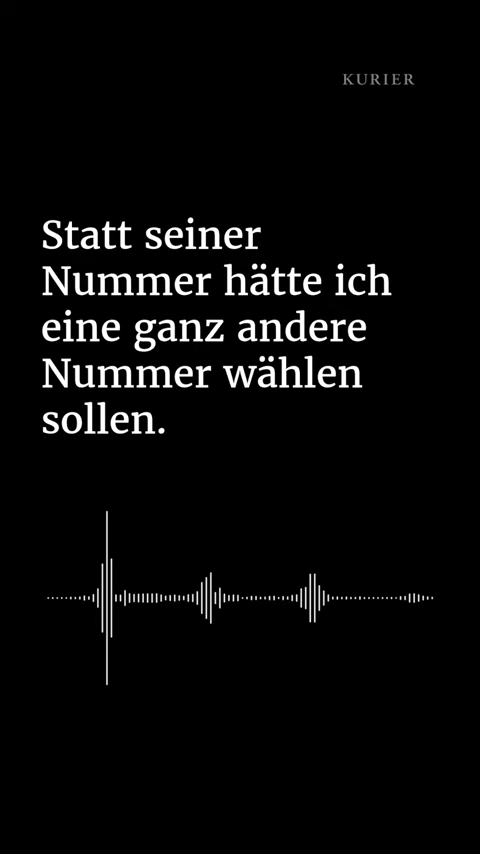 KURIER
Statt seiner
Nummer hätte ich
eine ganz andere
Nummer wählen
sollen.